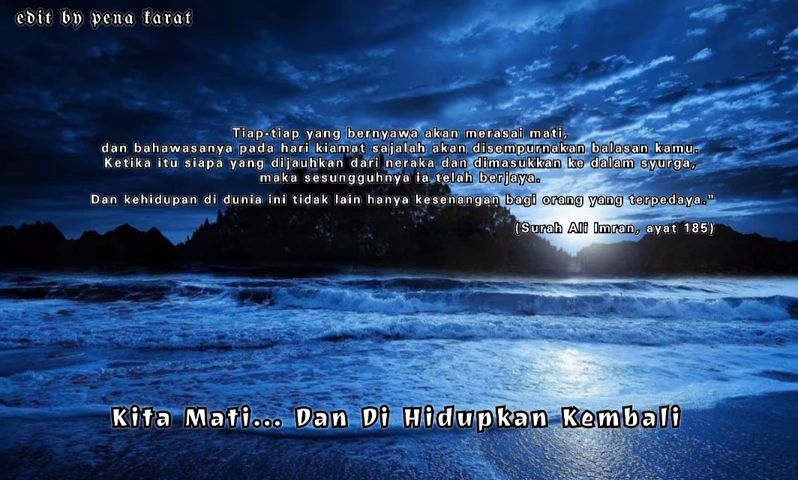 edit by pena karat
Tiap-tiap yang bernyawa akan merasai mati,
dan bahawasanya pada hari kiamat sajalah akan disempurnakan balasan kamu.
Ketika itu siapa yang dijauhkan dari neraka dan dimasukkan ke dalam syurga,
maka sesungguhnya ia telah berjaya.
Dan kehidupan di dunia ini tidak lain hanya kesenangan bagi orang yang terpedaya."
(Surah Ali Imran, ayat 185)
Kita Mati... Dan Di Hidupkan Kembali